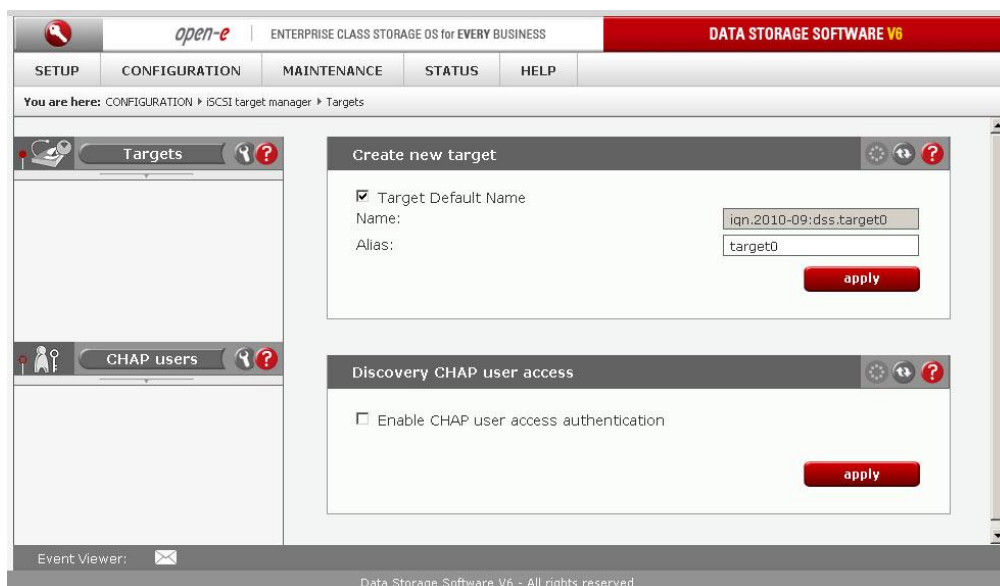 open-e ENTERPRISE CLASS STORAGE OS for EVERY BUSINESS DATA STORAGE SOFTWARE V6
SETUP CONFIGURATION MAINTENANCE STATUS HELP
You are here: CONFIGURATION iSCSI target manager Targets
Targets ?
Create new target ?
Target Default Name
Name: iqn.2010-09:dss.target0
Alias: target0
apply
CHAP users ?
Discovery CHAP user access ?
Enable CHAP user access authentication
apply
Event Viewer:
Data Storage Software V6 - All rights reserved